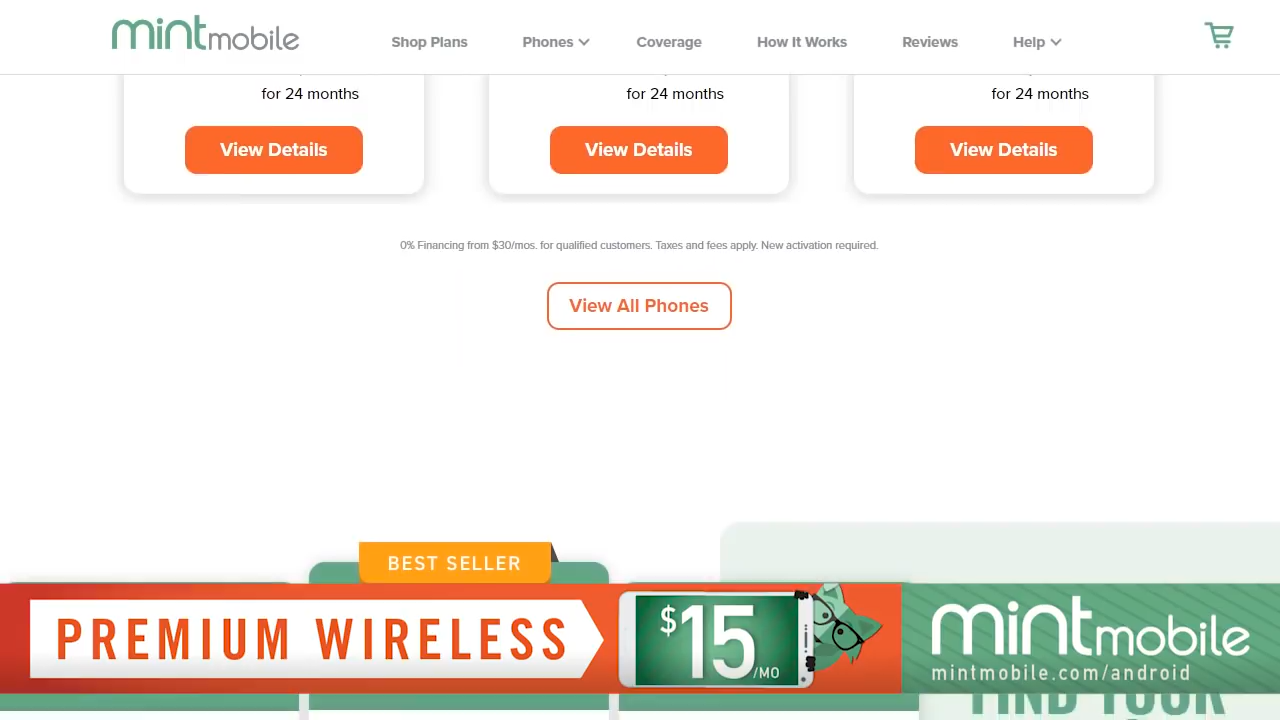 mintmobile
Shop Plans
Phones
Coverage
How It Works
Reviews
Help
for 24 months
for 24 months
for 24 months
View Details
View Details
View Details
0% Financing from $30/mos. for qualified customers. Taxes and fees apply. New activation required.
View All Phones
BEST SELLER
PREMIUM WIRELESS
$15/MO
mintmobile
mintmobile.com/android
FIND YOUR